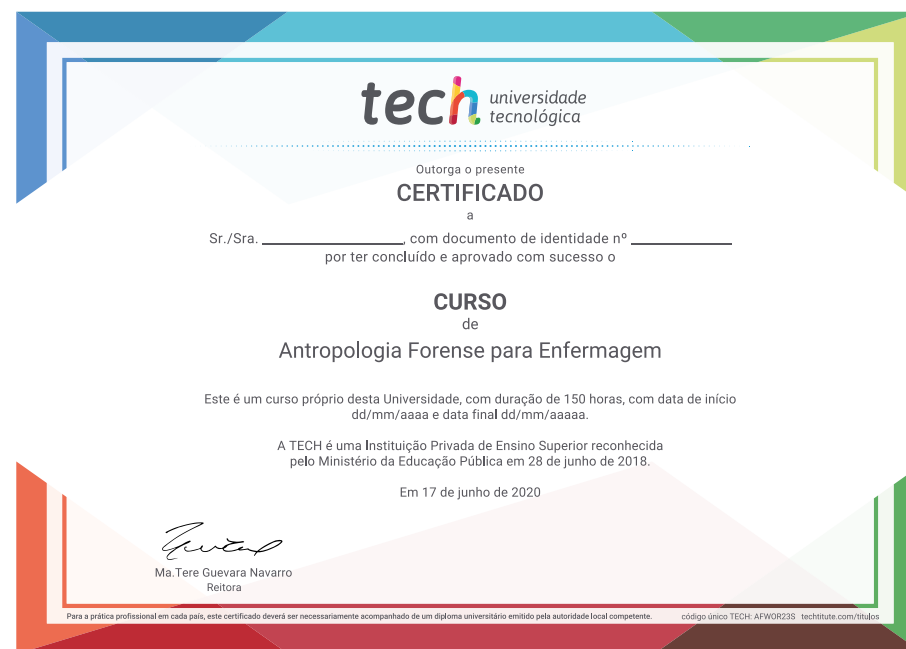 tech universidade
tecnológica
Outorga o presente
CERTIFICADO
a
Sr./Sra. ____________, com documento de identidade nº ____________
por ter concluído e aprovado com sucesso o
CURSO
de
Antropologia Forense para Enfermagem
Este é um curso próprio desta Universidade, com duração de 150 horas, com data de início
dd/mm/aaaa e data final dd/mm/aaaaa.
A TECH é uma Instituição Privada de Ensino Superior reconhecida
pelo Ministério da Educação Pública em 28 de junho de 2018.
Em 17 de junho de 2020
Ma.Tere Guevara Navarro
Reitora
Para a prática profissional em cada país, este certificado deverá ser necessariamente acompanhado de um diploma universitário emitido pela autoridade local competente. código único TECH: AFWOR23S techtitute.com/titulos